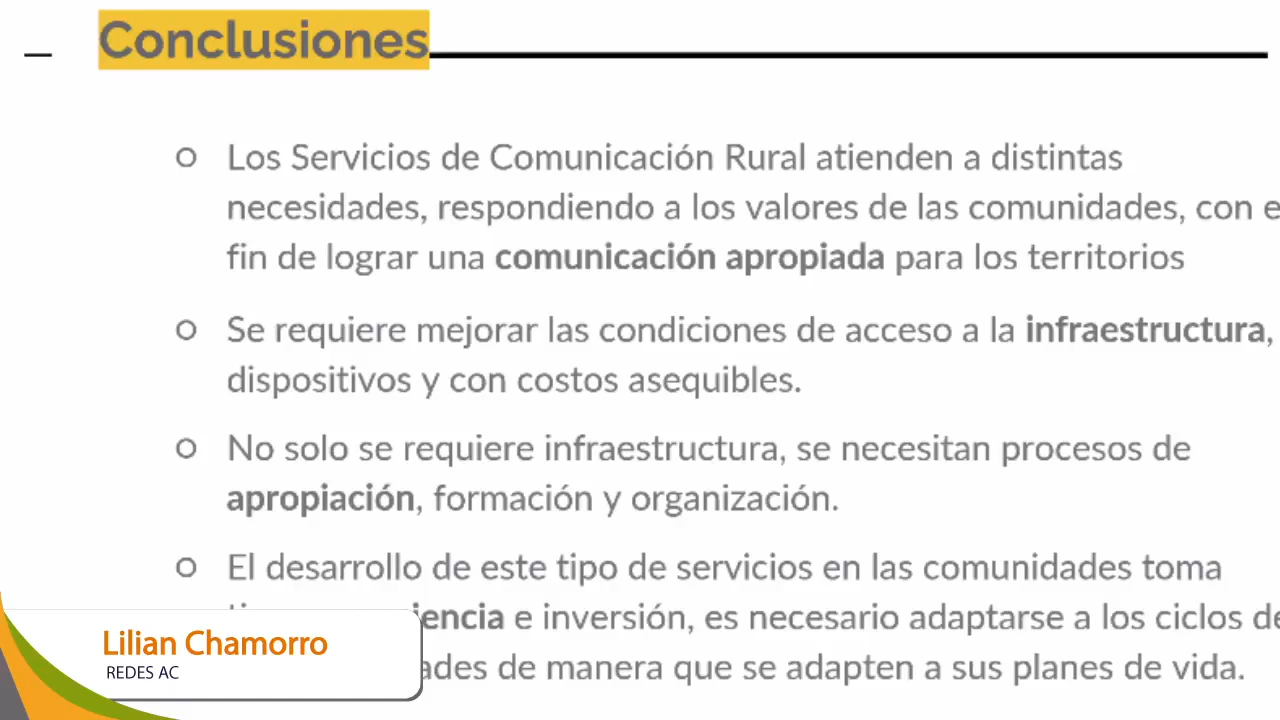 Conclusiones
Los Servicios de Comunicación Rural atienden a distintas
necesidades, respondiendo a los valores de las comunidades, con e
fin de lograr una comunicación apropiada para los territorios
Se requiere mejorar las condiciones de acceso a la infraestructura,
dispositivos y con costos asequibles.
No solo se requiere infraestructura, se necesitan procesos de
apropiación, formación y organización.
El desarrollo de este tipo de servicios en las comunidades toma
iencia e inversión, es necesario adaptarse a los ciclos de
ades de manera que se adapten a sus planes de vida.
Lilian Chamorro
REDES AC